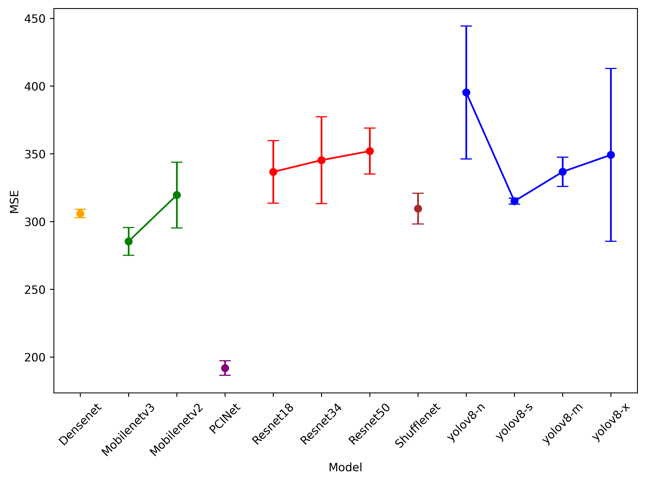 450
400
350
300
250
200
MSE
Densenet
Mobilenetv3
Mobilenetv2
PCINet
Resnet18
Resnet34
Resnet50
Shufflenet
yolov8-n
yolov8-s
yolov8-m
yolov8-x
Model